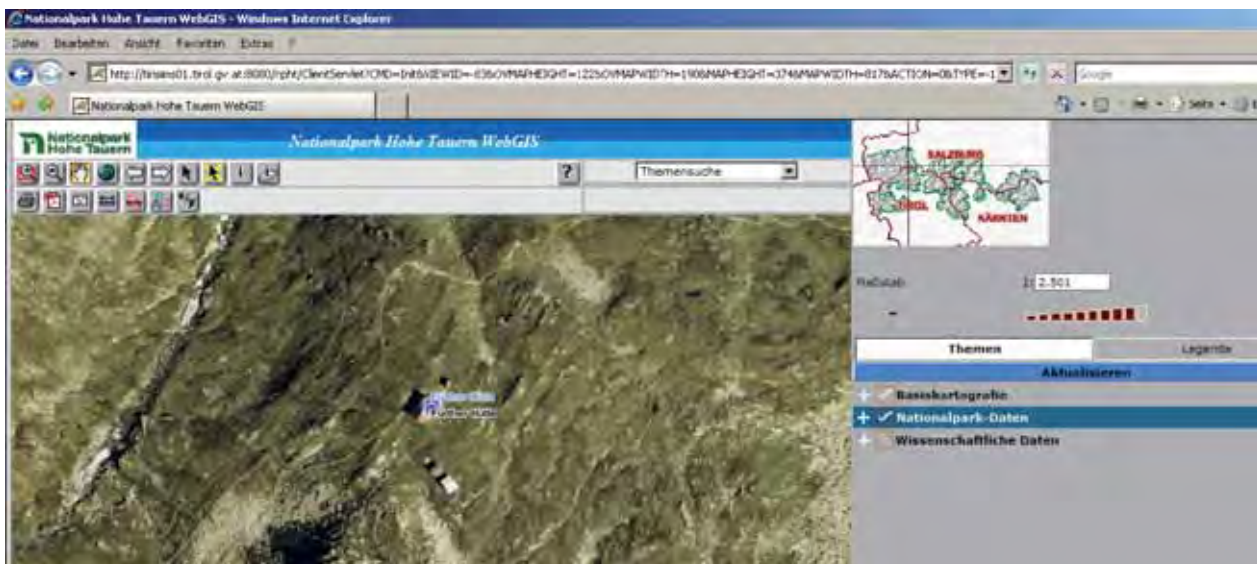 Nationalpark Hohe Tauern WebGIS - Windows Internet Explorer
Datei Bearbeiten Ansicht Favoriten Extras ?
Google
Nationalpark Hohe Tauern WebGIS
Seite
Nationalpark
Hohe Tauern
Nationalpark Hohe Tauern WebGIS
? Themensuche
SALZBURG
TIROL
KÄRNTEN
Maßstab: 1: 2.501
-
Themen Legende
Aktualisieren
+ Basiskartografie
+ Nationalpark-Daten
+ Wissenschaftliche Daten
Fürther Hütte